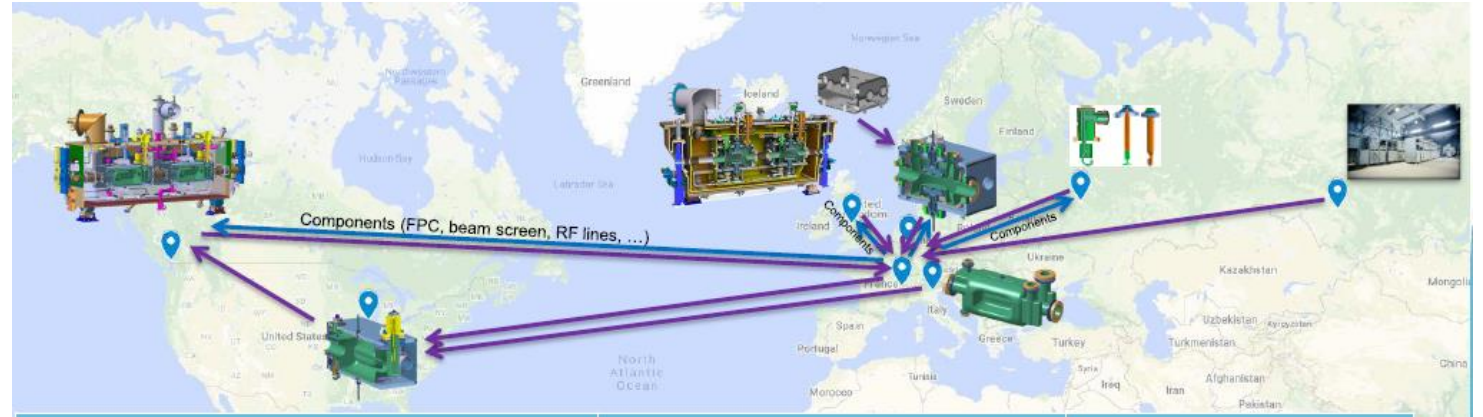 Norwegian Sea
Greenland
Iceland
Sweden
Finland
Hudson Bay
Labrador Sea
Components
Ireland
Components (FPC, beam screen, RF lines, …)
Components
Ukraine
France
Kazakhstan
Mongolia
Italy
United States
Spain
Portugal
Greece
Turkey
Uzbekistan
Kyrgyzstan
Turkmenistan
North
Atlantic
Ocean
Tunisia
Syria
Iraq
Iran
Afghanistan
China
Morocco
Pakistan